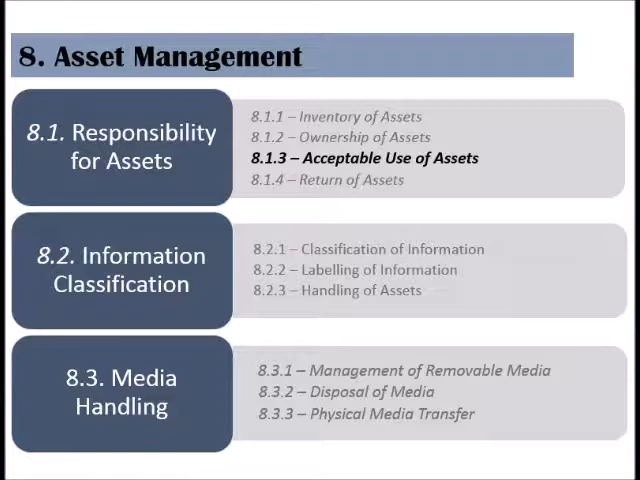 8. Asset Management
8.1. Responsibility
for Assets
8.1.1 – Inventory of Assets
8.1.2 – Ownership of Assets
8.1.3 – Acceptable Use of Assets
8.1.4 – Return of Assets
8.2. Information
Classification
8.2.1 – Classification of Information
8.2.2 – Labelling of Information
8.2.3 – Handling of Assets
8.3. Media
Handling
8.3.1 – Management of Removable Media
8.3.2 – Disposal of Media
8.3.3 – Physical Media Transfer